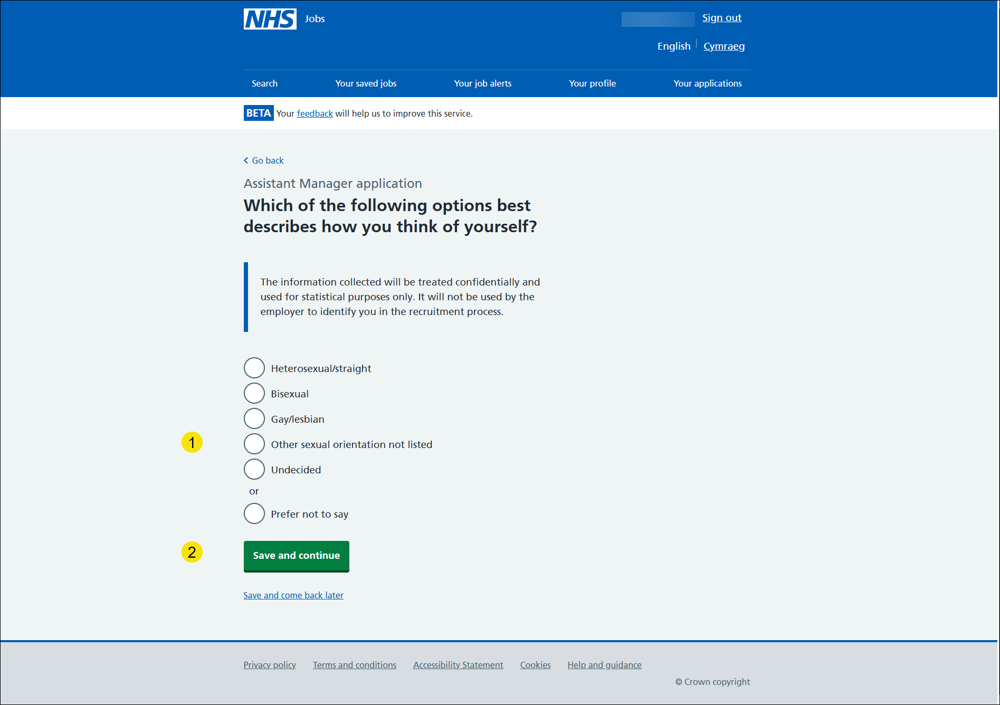 NHS Jobs
Sign out
English Cymraeg
Search Your saved jobs Your job alerts Your profile Your applications
BETA Your feedback will help us to improve this service.
Go back
Assistant Manager application
Which of the following options best
describes how you think of yourself?
The information collected will be treated confidentially and
used for statistical purposes only. It will not be used by the
employer to identify you in the recruitment process.
Heterosexual/straight
Bisexual
Gay/lesbian
1 Other sexual orientation not listed
Undecided
or
Prefer not to say
2 Save and continue
Save and come back later
Privacy policy Terms and conditions Accessibility Statement Cookies Help and guidance
© Crown copyright